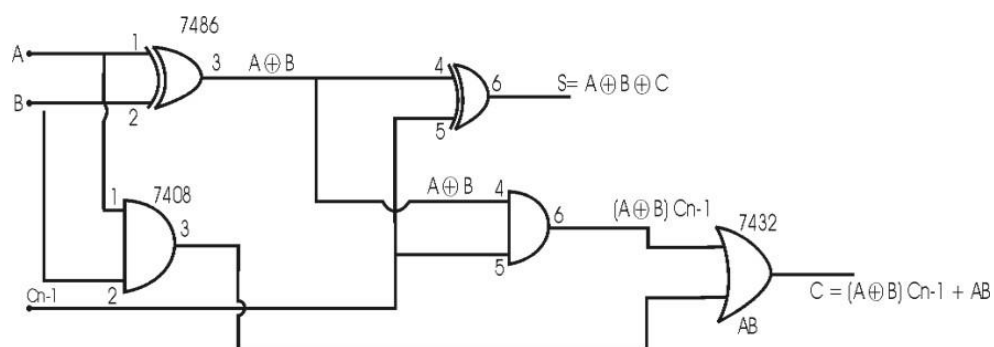 7486
A
1
3
A⊕B
4
6
S= A⊕B⊕C
B
2
5
7408
1
3
A⊕B
4
6
(A⊕B) Cn-1
7432
5
Cn-1
2
C = (A⊕B) Cn-1 + AB
AB